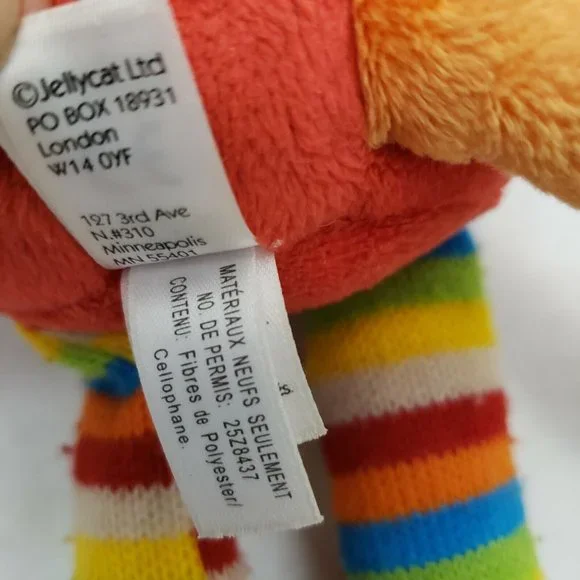 ©Jellycat Ltd
PO BOX 18931
London
W14 0YF
127 3rd Ave
N.#310
Minneapolis
MN 55401
MATÉRIAUX NEUFS SEULEMENT
NO. DE PERMIS: 25Z8437
CONTENU: Fibres de Polyester/
Cellophane.